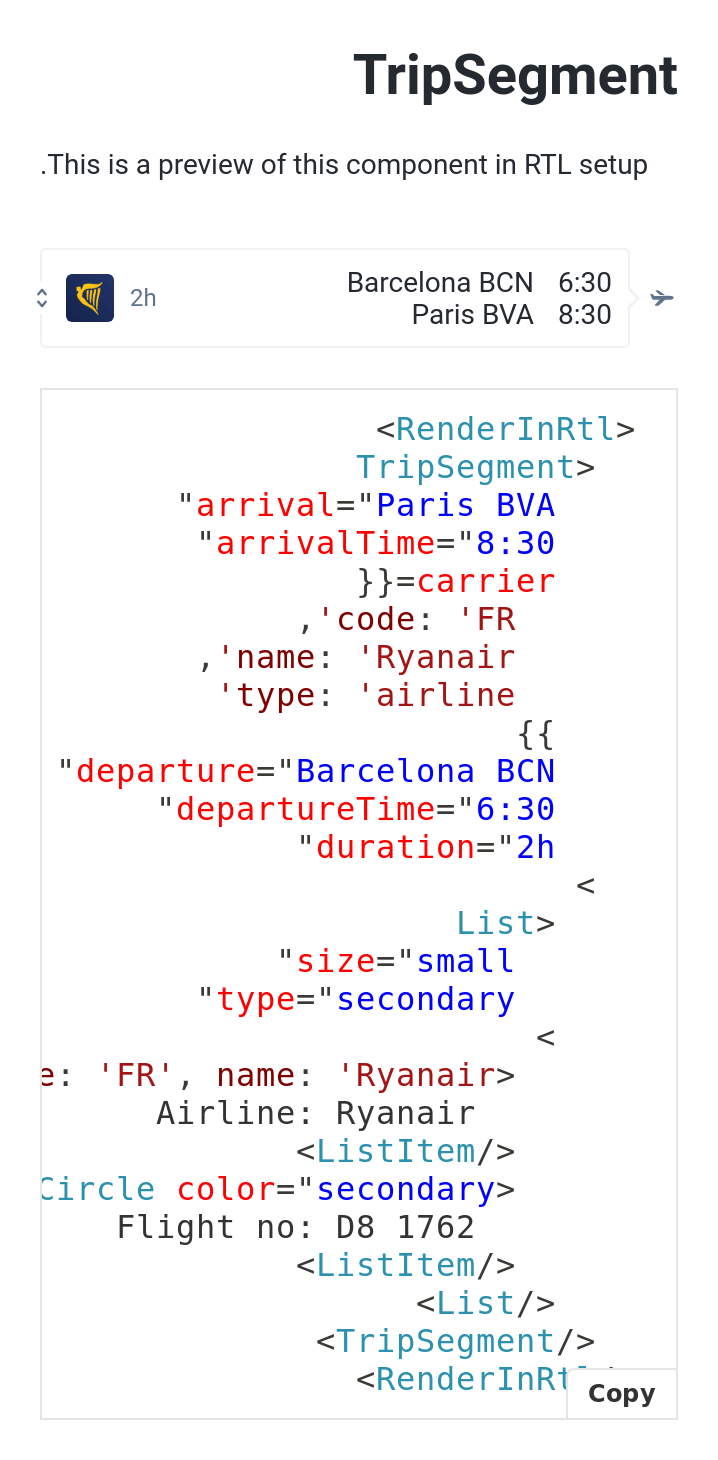 TripSegment
.This is a preview of this component in RTL setup
2h
Barcelona BCN 6:30
Paris BVA 8:30
<RenderInRtl>
TripSegment>
"arrival="Paris BVA
"arrivalTime="8:30
}}=carrier
,'code: 'FR
,'name: 'Ryanair
'type: 'airline
{{
"departure="Barcelona BCN
"departureTime="6:30
"duration="2h
<
List>
"size="small
"type="secondary
<
e: 'FR', name: 'Ryanair>
Airline: Ryanair
<ListItem/>
Circle color="secondary>
Flight no: D8 1762
<ListItem/>
<List/>
<TripSegment/>
<RenderInRtl
Copy